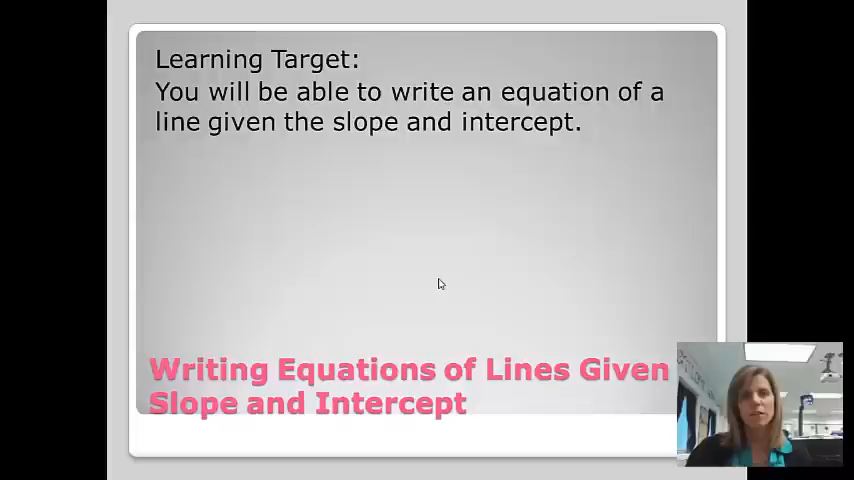 Learning Target:
You will be able to write an equation of a
line given the slope and intercept.
Writing Equations of Lines Given
Slope and Intercept